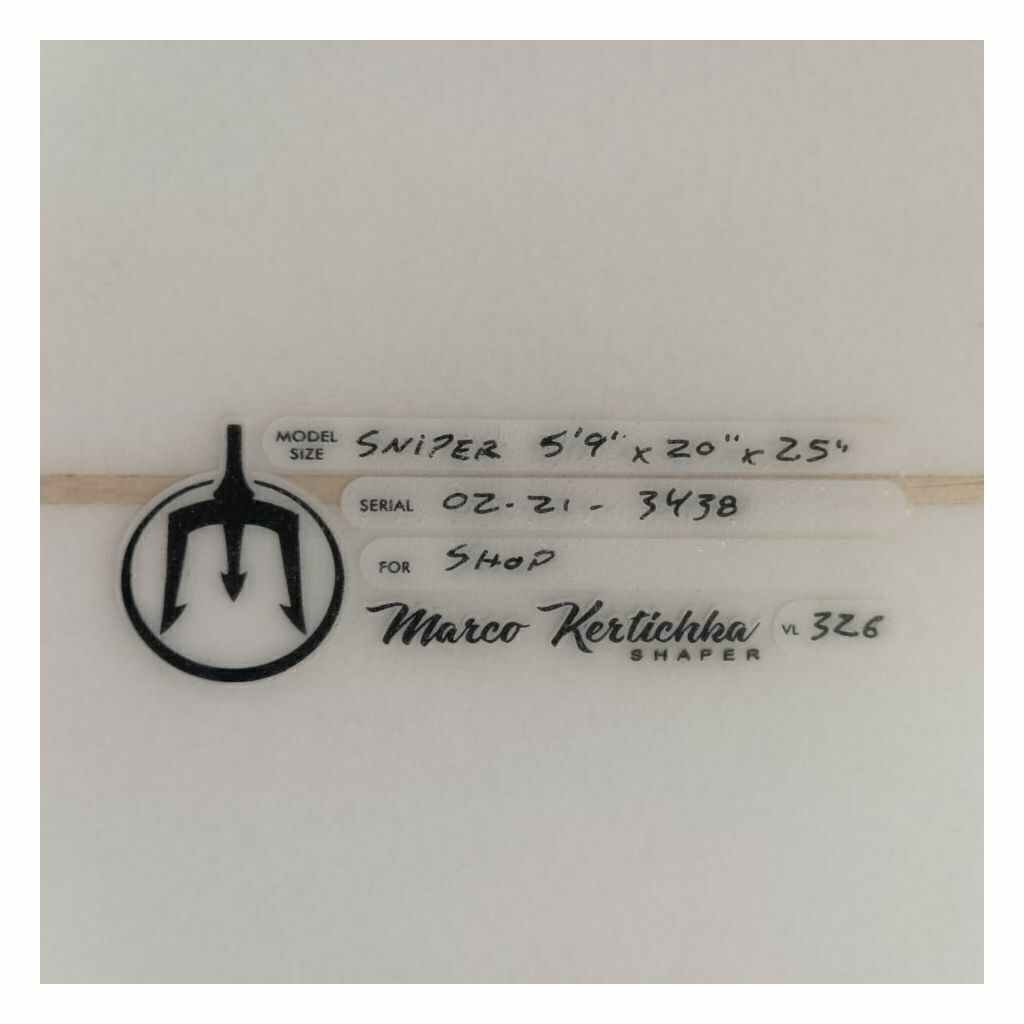 MODEL SIZE SNIPER 5'9" x 20" x 25"
SERIAL 02-21-3438
FOR SHOP
Marco Kertichka VL 326
SHAPER